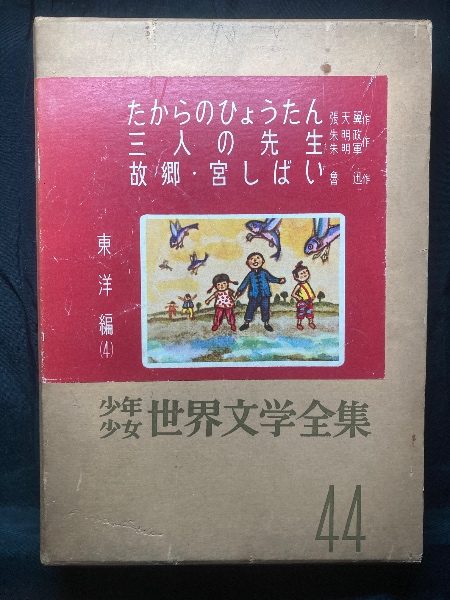 たからのひょうたん 張天翼作
三人の先生 朱明政 朱明軍 作
故郷・宮しばい 魯迅作
東洋編(4)
少年少女 世界文学全集
44